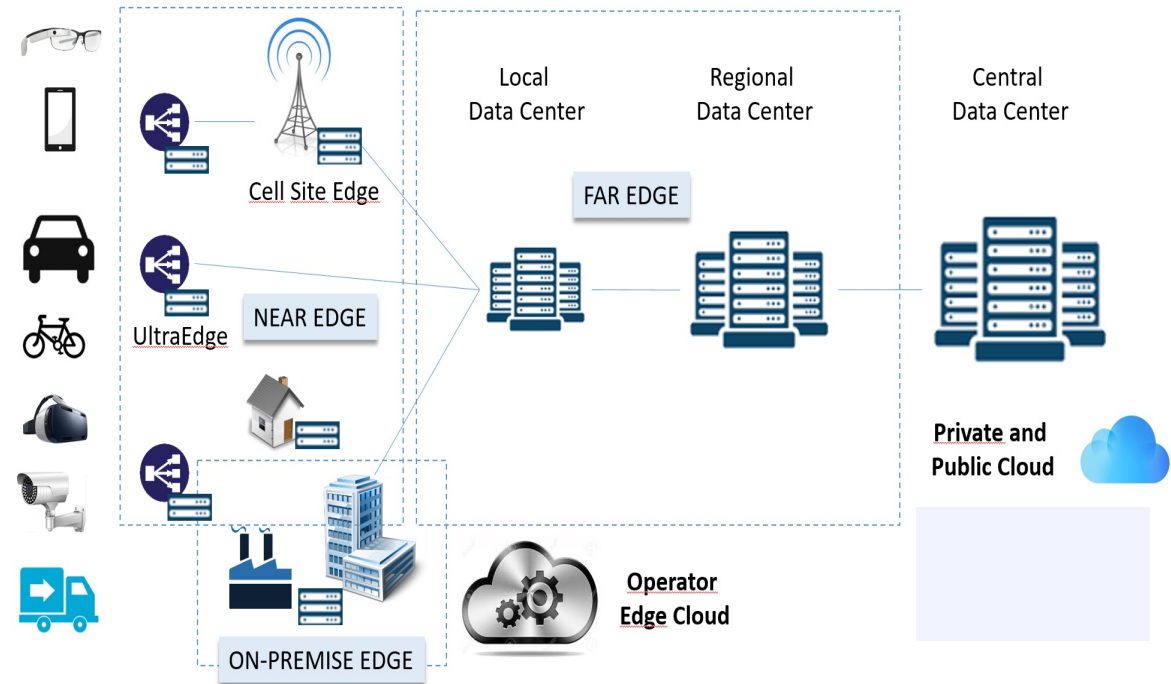 Local
Data Center
Regional
Data Center
Central
Data Center
Cell Site Edge
FAR EDGE
NEAR EDGE
UltraEdge
Private and
Public Cloud
Operator
Edge Cloud
ON-PREMISE EDGE